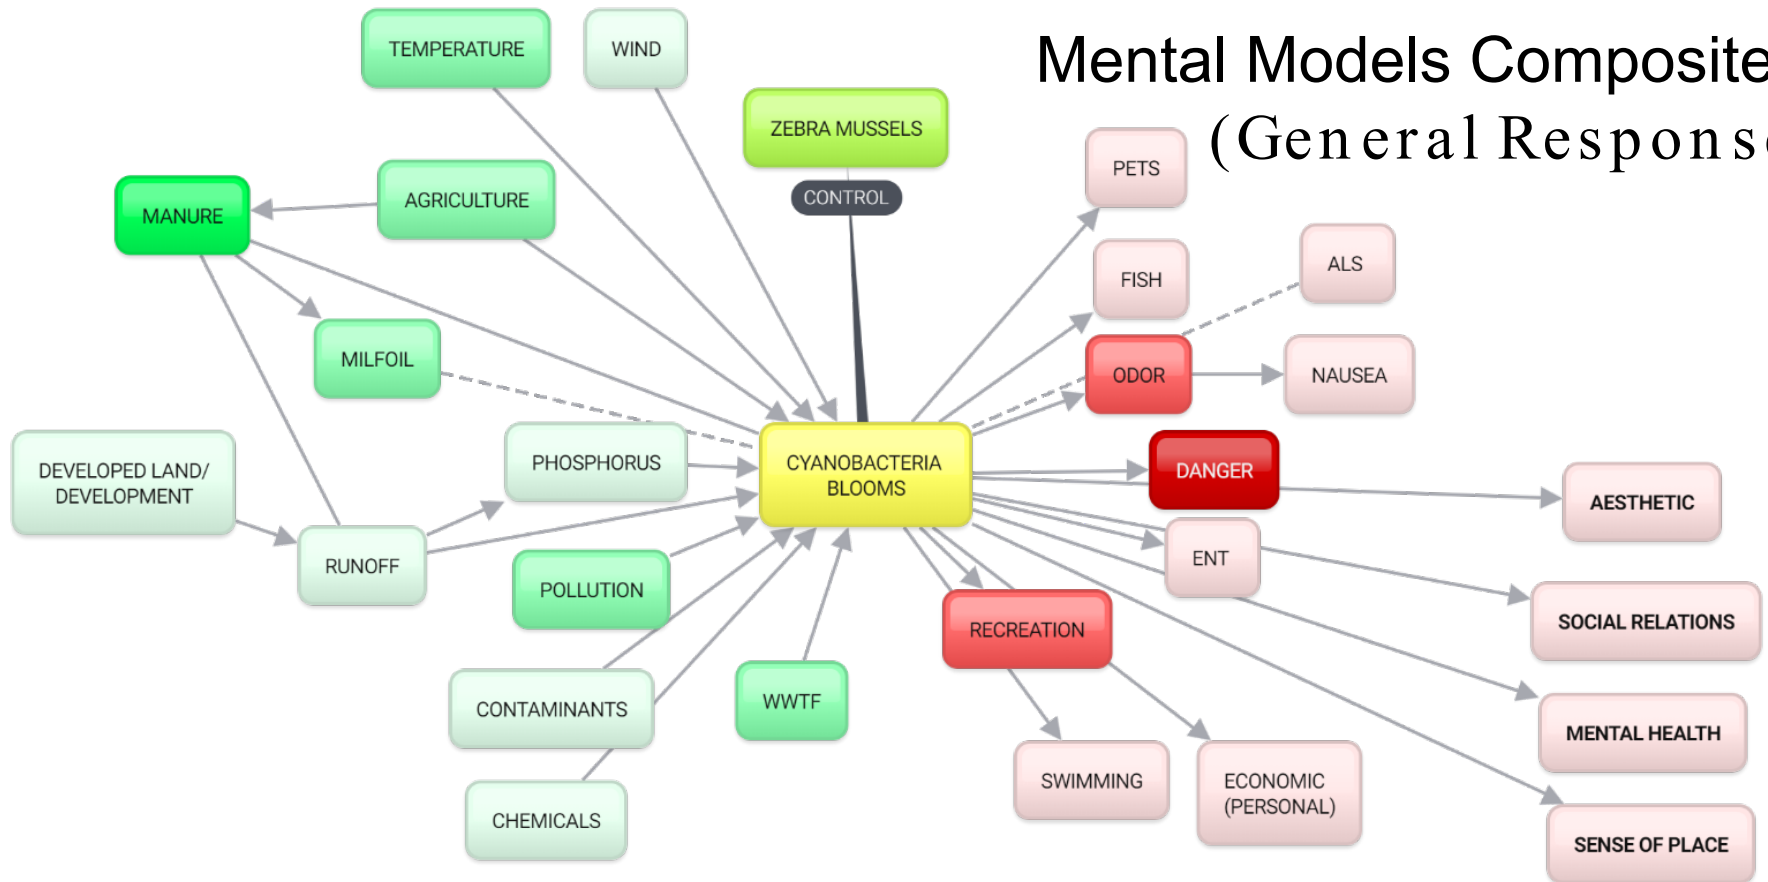 Mental Models Composite
(General Respons
TEMPERATURE
WIND
ZEBRA MUSSELS
CONTROL
PETS
MANURE
AGRICULTURE
FISH
ALS
MILFOIL
ODOR
NAUSEA
DEVELOPED LAND/
DEVELOPMENT
PHOSPHORUS
CYANOBACTERIA
BLOOMS
DANGER
AESTHETIC
RUNOFF
POLLUTION
ENT
RECREATION
SOCIAL RELATIONS
CONTAMINANTS
WWTF
MENTAL HEALTH
SWIMMING
ECONOMIC
(PERSONAL)
CHEMICALS
SENSE OF PLACE